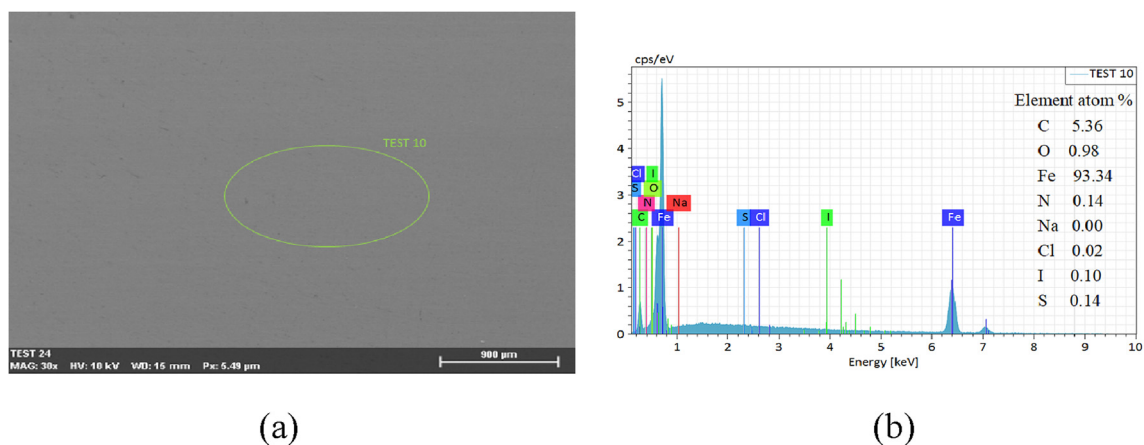 TEST 10
TEST 24
MAG: 30x HV: 10 kV WD: 15 mm Px: 5.49 µm
900 µm
(a)
cps/eV
TEST 10
Element atom %
C 5.36
O 0.98
Fe 93.34
N 0.14
Na 0.00
Cl 0.02
I 0.10
S 0.14
Cl I
S O
N Na
C Fe S Cl I Fe
5
4
3
2
1
0
1 2 3 4 5 6 7 8 9 10
Energy [keV]
(b)